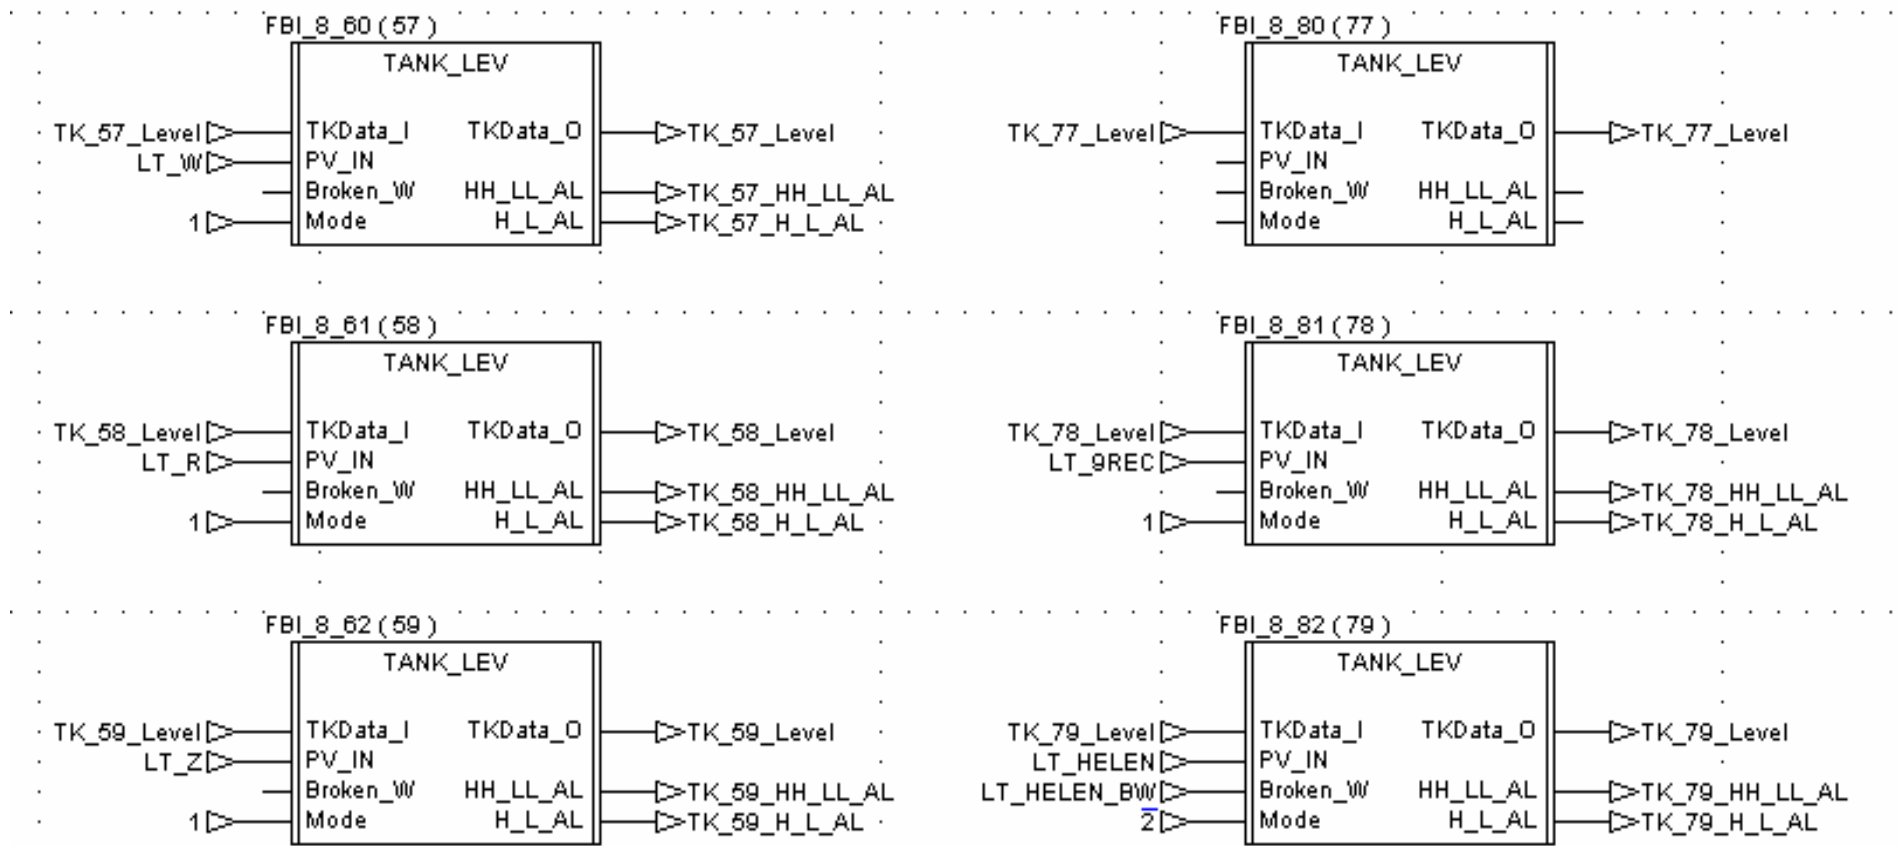 FBI_8_60 (57)
TANK_LEV
TK_57_Level TKData_I TKData_O TK_57_Level
LT_W PV_IN
Broken_W HH_LL_AL TK_57_HH_LL_AL
1 Mode H_L_AL TK_57_H_L_AL
FBI_8_80 (77)
TANK_LEV
TK_77_Level TKData_I TKData_O TK_77_Level
PV_IN
Broken_W HH_LL_AL
Mode H_L_AL
FBI_8_61 (58)
TANK_LEV
TK_58_Level TKData_I TKData_O TK_58_Level
LT_R PV_IN
Broken_W HH_LL_AL TK_58_HH_LL_AL
1 Mode H_L_AL TK_58_H_L_AL
FBI_8_81 (78)
TANK_LEV
TK_78_Level TKData_I TKData_O TK_78_Level
LT_9REC PV_IN
Broken_W HH_LL_AL TK_78_HH_LL_AL
1 Mode H_L_AL TK_78_H_L_AL
FBI_8_62 (59)
TANK_LEV
TK_59_Level TKData_I TKData_O TK_59_Level
LT_Z PV_IN
Broken_W HH_LL_AL TK_59_HH_LL_AL
1 Mode H_L_AL TK_59_H_L_AL
FBI_8_82 (79)
TANK_LEV
TK_79_Level TKData_I TKData_O TK_79_Level
LT_HELEN PV_IN
LT_HELEN_BW Broken_W HH_LL_AL TK_79_HH_LL_AL
2 Mode H_L_AL TK_79_H_L_AL